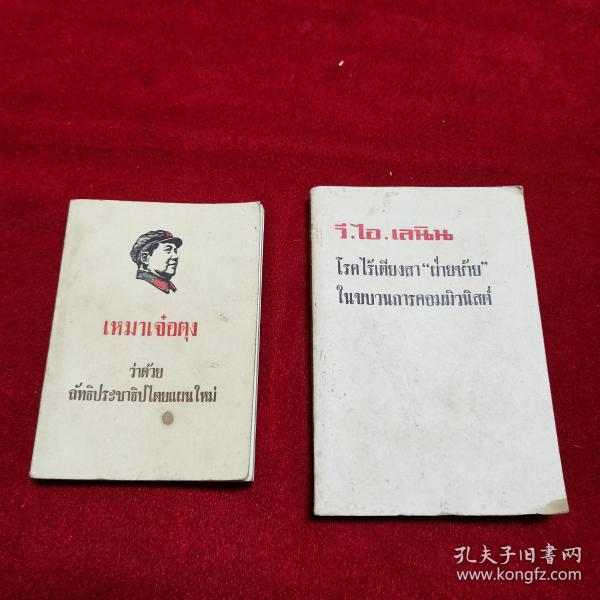 เหมาเจ๋อตุง
ว่าด้วย
ลัทธิประชาธิปไตยแผนใหม่
วี.ไอ.เลนิน
โรคไร้เดียงสา “ฝ่ายซ้าย”
ในขบวนการคอมมิวนิสต์
孔夫子旧书网
www.kongfz.com